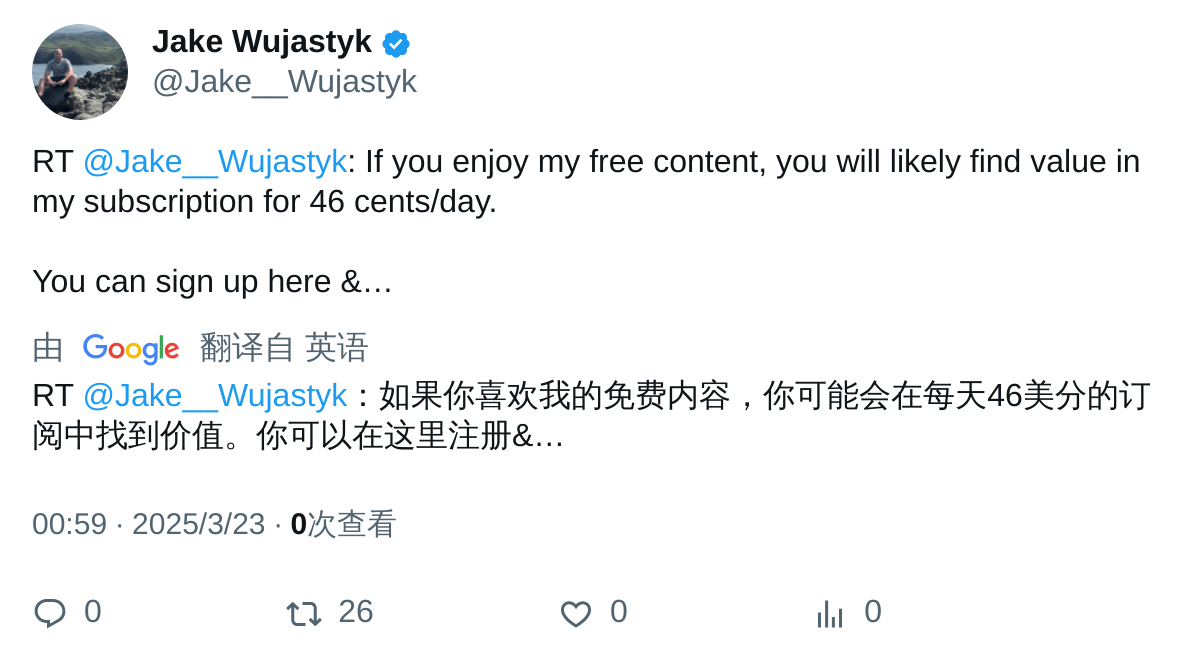 Jake Wujastyk
@Jake__Wujastyk
RT @Jake__Wujastyk: If you enjoy my free content, you will likely find value in
my subscription for 46 cents/day.
You can sign up here &…
由 Google 翻译自 英语
RT @Jake__Wujastyk：如果你喜欢我的免费内容，你可能会在每天46美分的订
阅中找到价值。你可以在这里注册&…
00:59 · 2025/3/23 · 0次查看
0 26 0 0